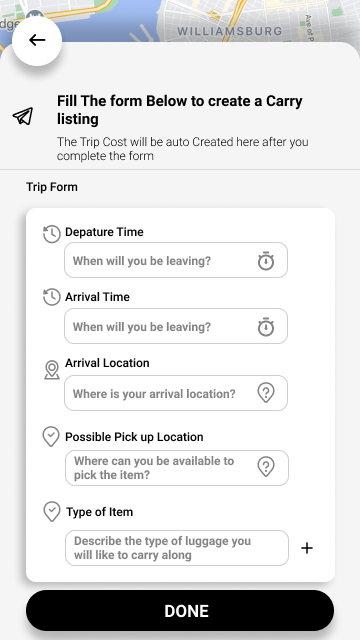 WILLIAMSBURG
Fill The form Below to create a Carry
listing
The Trip Cost will be auto Created here after you
complete the form
Trip Form
Depature Time
When will you be leaving?
Arrival Time
When will you be leaving?
Arrival Location
Where is your arrival location?
Possible Pick up Location
Where can you be available to
pick the item?
Type of Item
Describe the type of luggage you
will like to carry along
DONE